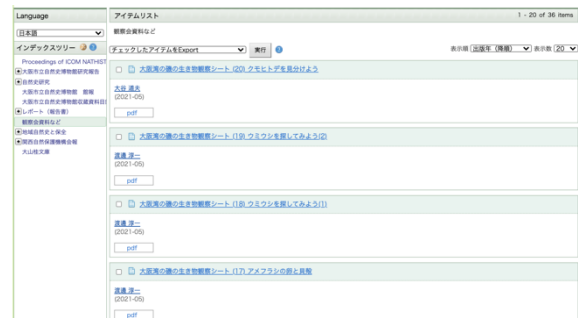 Language
日本語
インデックスツリー
Proceedings of ICOM NATHIST
大阪市立自然史博物館研究報告
自然史研究
大阪市立自然史博物館 館報
大阪市立自然史博物館収蔵資料目
レポート（報告書）
観察会資料など
地域自然史と保全
関西自然保護機構会報
大山桂文庫
アイテムリスト
1 - 20 of 36 items
観察会資料など
チェックしたアイテムをExport
実行
表示順 出版年（降順） 表示数 20
大阪湾の磯の生き物観察シート (20) クモヒトデを見分けよう
大谷 道夫
(2021-05)
pdf
大阪湾の磯の生き物観察シート (19) ウミウシを探してみよう(2)
渡邉 淳一
(2021-05)
pdf
大阪湾の磯の生き物観察シート (18) ウミウシを探してみよう(1)
渡邉 淳一
(2021-05)
pdf
大阪湾の磯の生き物観察シート (17) アメフラシの卵と貝殻
渡邉 淳一
(2021-05)
pdf